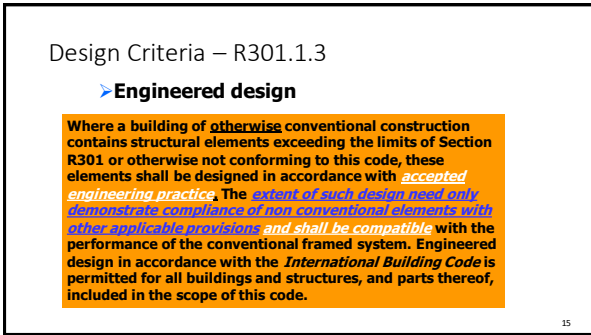 Design Criteria – R301.1.3
➢Engineered design
Where a building of otherwise conventional construction
contains structural elements exceeding the limits of Section
R301 or otherwise not conforming to this code, these
elements shall be designed in accordance with accepted
engineering practice. The extent of such design need only
demonstrate compliance of non conventional elements with
other applicable provisions and shall be compatible with the
performance of the conventional framed system. Engineered
design in accordance with the International Building Code is
permitted for all buildings and structures, and parts thereof,
included in the scope of this code.
15